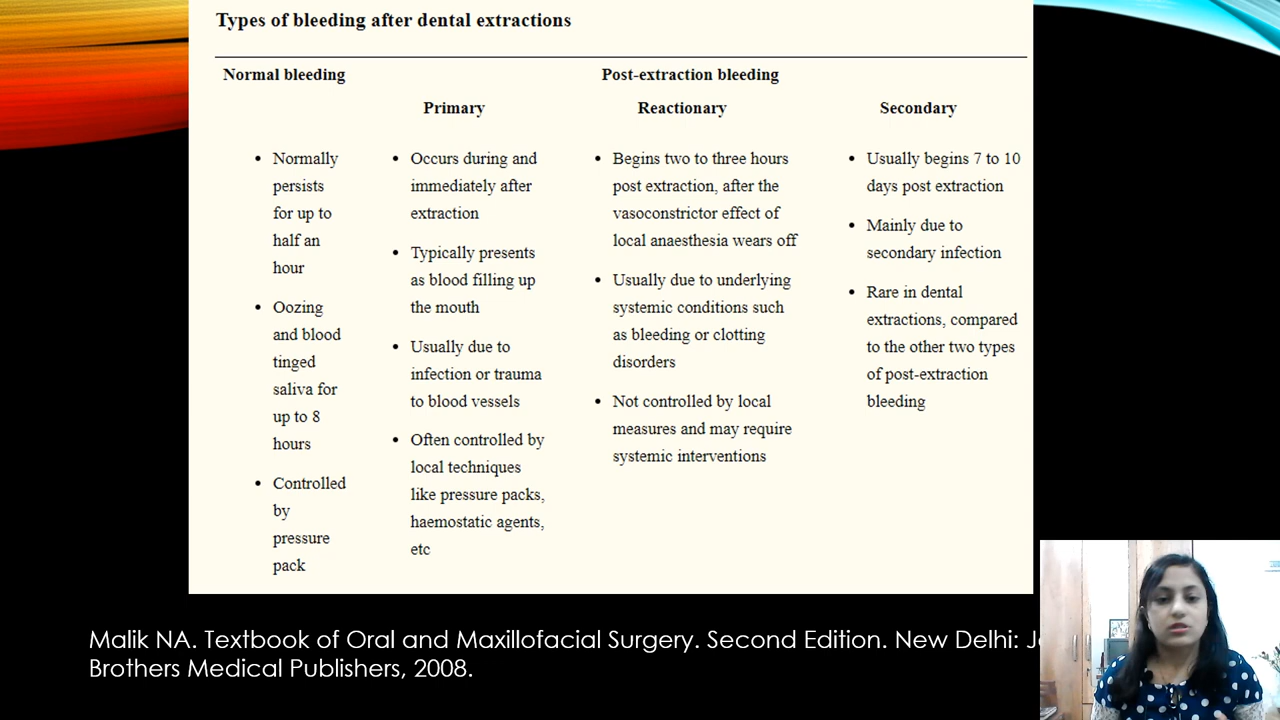 Types of bleeding after dental extractions
Normal bleeding
Post-extraction bleeding
Primary
Reactionary
Secondary
• Normally
persists
for up to
half an
hour
• Oozing
and blood
tinged
saliva for
up to 8
hours
• Controlled
by
pressure
pack
• Occurs during and
immediately after
extraction
• Typically presents
as blood filling up
the mouth
• Usually due to
infection or trauma
to blood vessels
• Often controlled by
local techniques
like pressure packs,
haemostatic agents,
etc
• Begins two to three hours
post extraction, after the
vasoconstrictor effect of
local anaesthesia wears off
• Usually due to underlying
systemic conditions such
as bleeding or clotting
disorders
• Not controlled by local
measures and may require
systemic interventions
• Usually begins 7 to 10
days post extraction
• Mainly due to
secondary infection
• Rare in dental
extractions, compared
to the other two types
of post-extraction
bleeding
Malik NA. Textbook of Oral and Maxillofacial Surgery. Second Edition. New Delhi:
Brothers Medical Publishers, 2008.